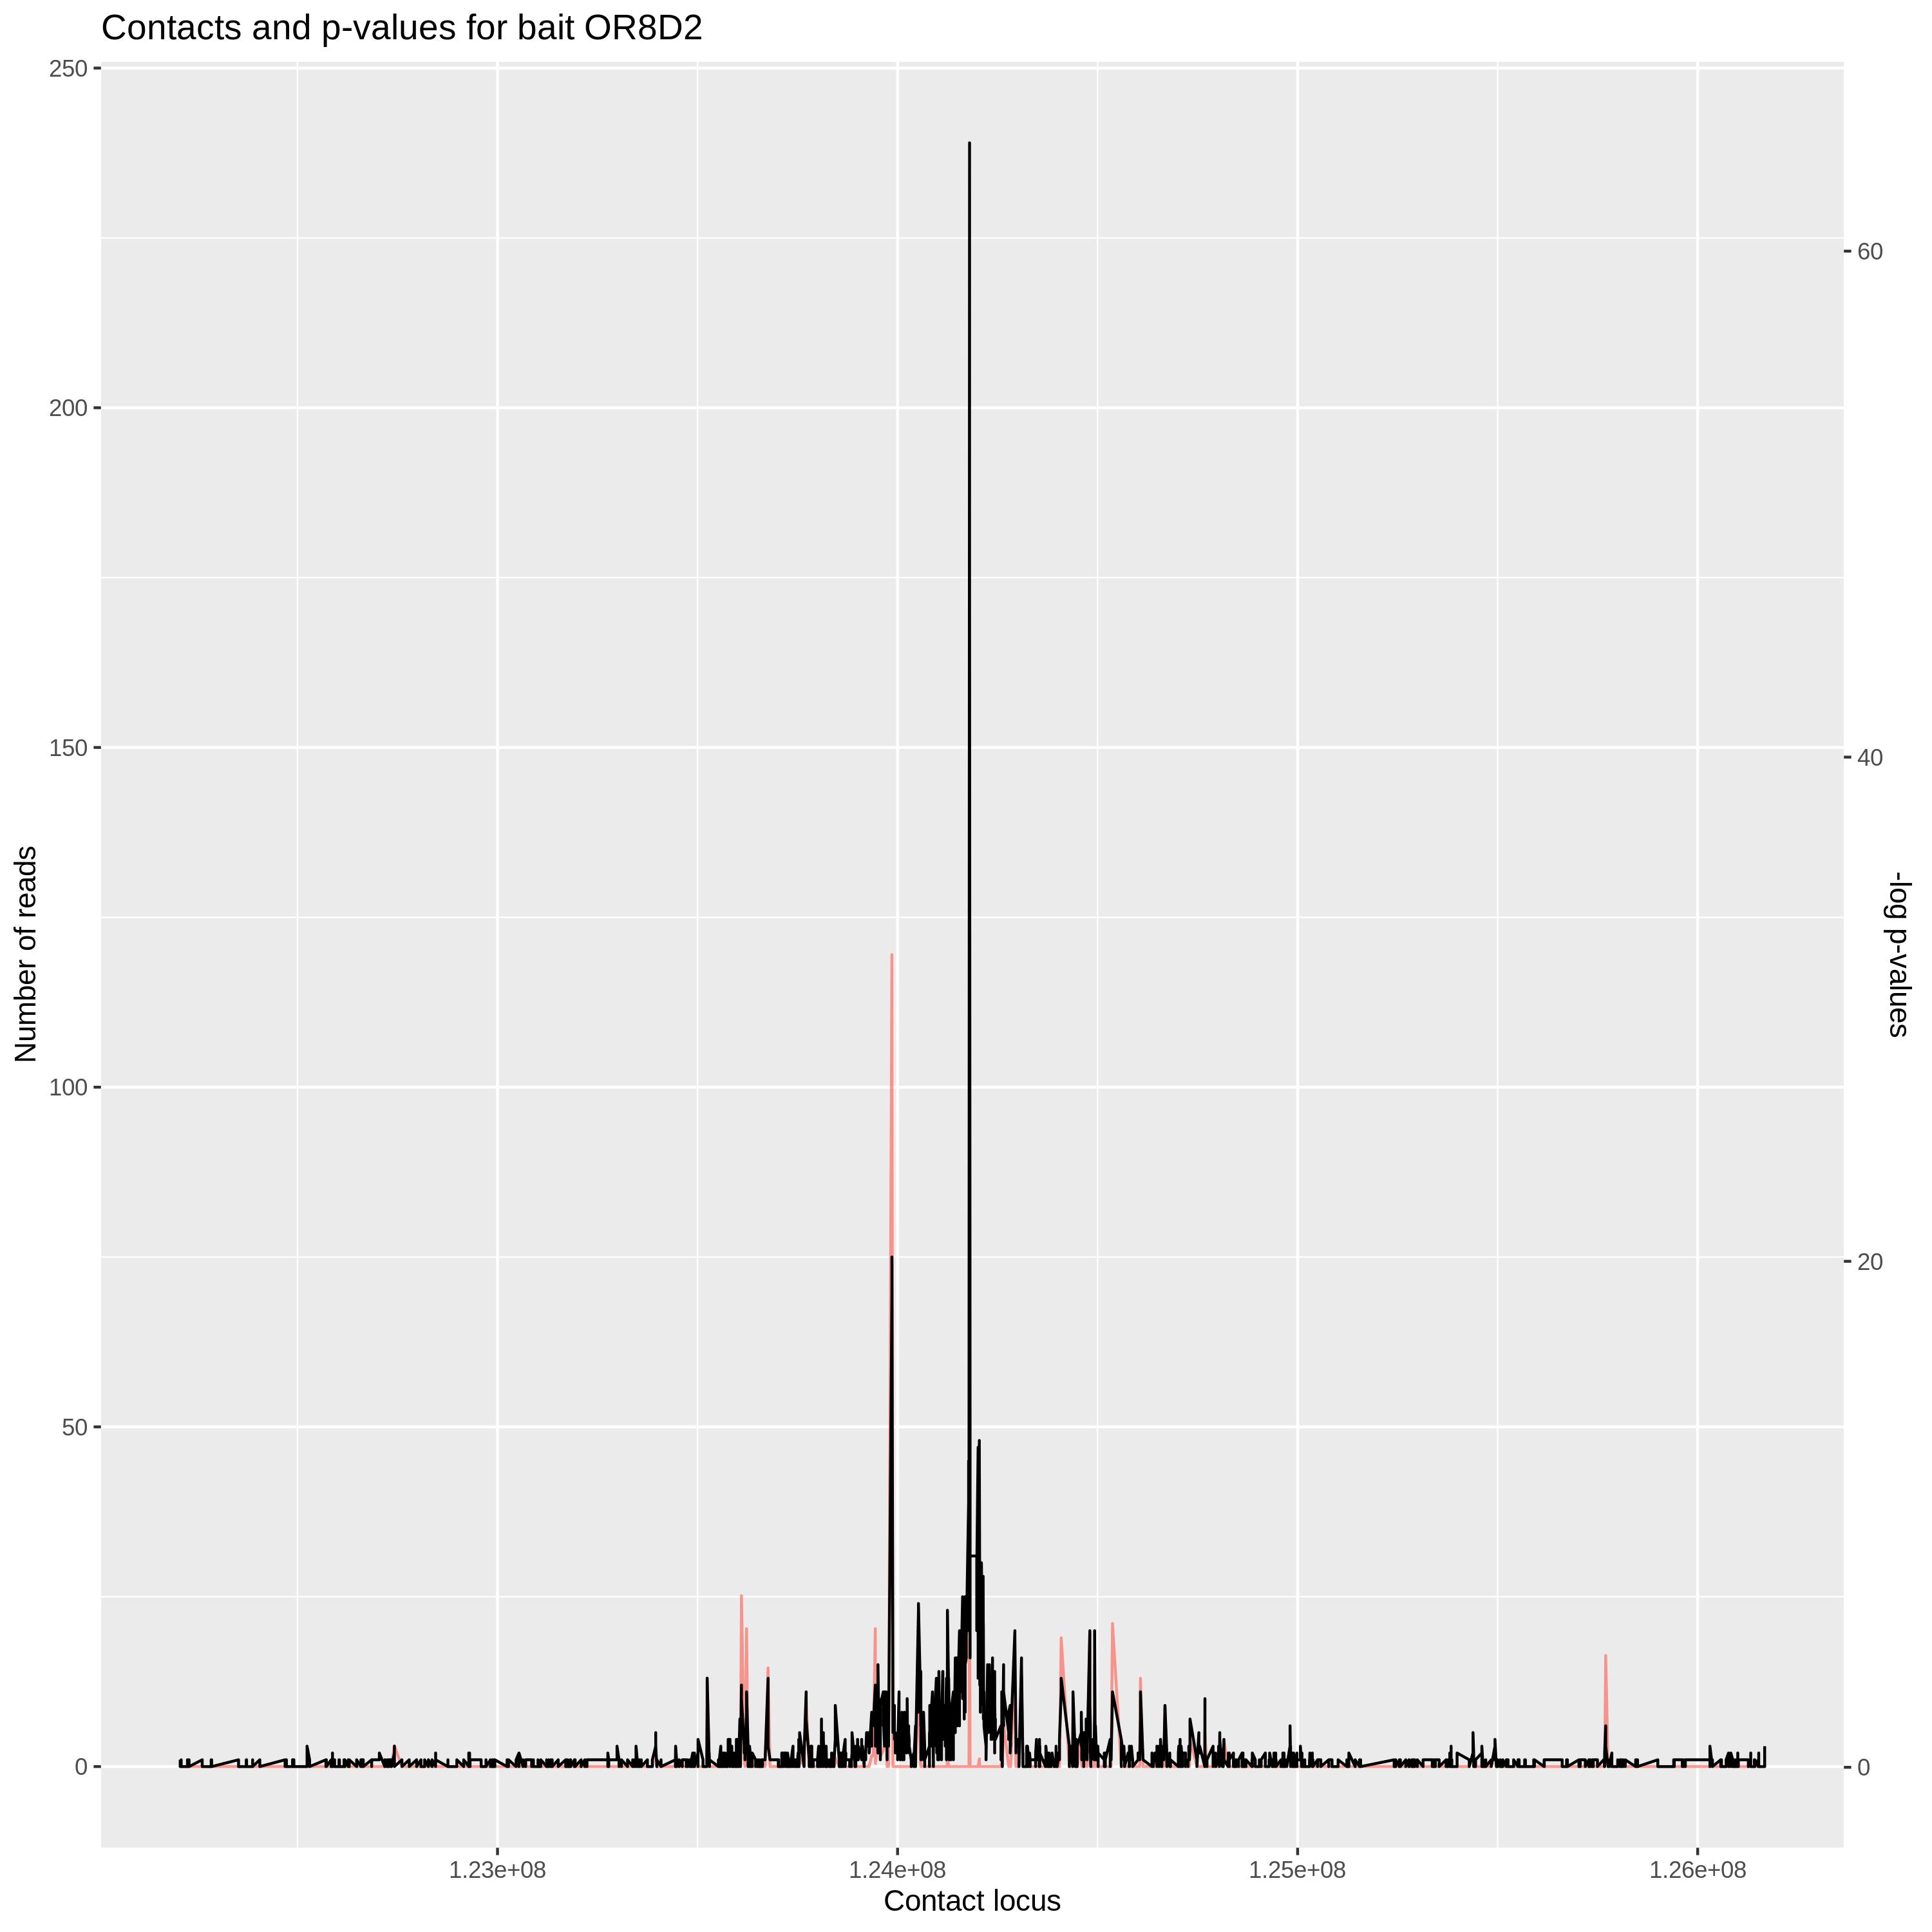 Contacts and p-values for bait OR8D2
250
200
150
100
50
0
Number of reads
60
40
20
0
-log p-values
1.23e+08
1.24e+08
1.25e+08
1.26e+08
Contact locus